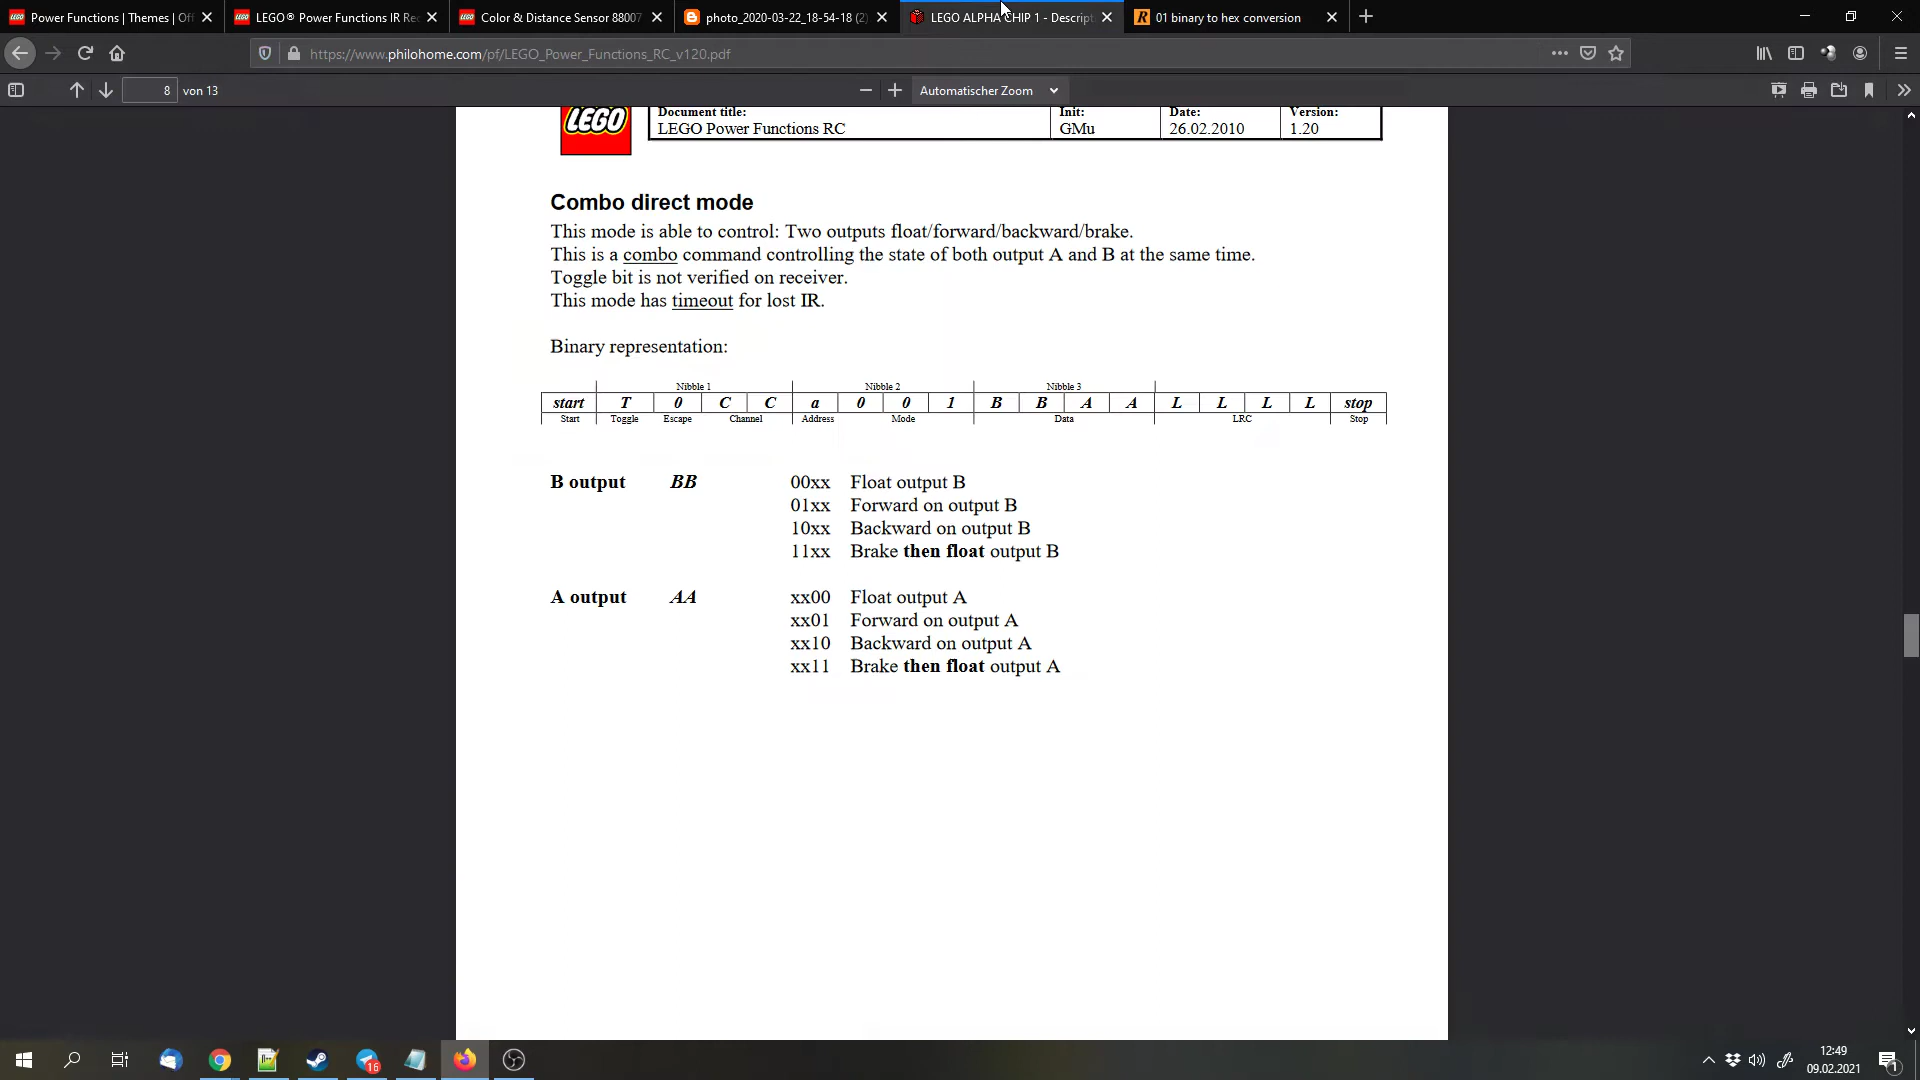 Power Functions | Themes | Off
LEGO® Power Functions IR Rec
Color & Distance Sensor 88007
photo_2020-03-22_18-54-18 (2)
LEGO ALPHA CHIP 1 - Descript
01 binary to hex conversion
https://www.philohome.com/pf/LEGO_Power_Functions_RC_v120.pdf
8 von 13
Automatischer Zoom
LEGO
Document title:
LEGO Power Functions RC
Init:
GMu
Date:
26.02.2010
Version:
1.20
Combo direct mode
This mode is able to control: Two outputs float/forward/backward/brake.
This is a combo command controlling the state of both output A and B at the same time.
Toggle bit is not verified on receiver.
This mode has timeout for lost IR.
Binary representation:
Nibble 1 Nibble 2 Nibble 3
start T 0 C C a 0 0 1 B B A A L L L L stop
Start Toggle Escape Channel Address Mode Data LRC Stop
B output BB 00xx Float output B
01xx Forward on output B
10xx Backward on output B
11xx Brake then float output B
A output AA xx00 Float output A
xx01 Forward on output A
xx10 Backward on output A
xx11 Brake then float output A
16
12:49
09.02.2021
1